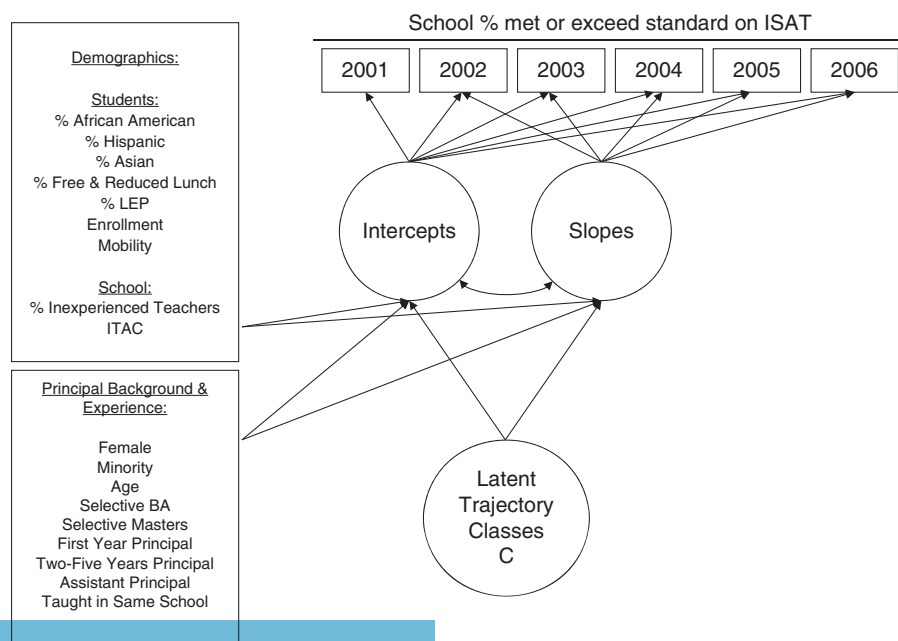 School % met or exceed standard on ISAT
2001 2002 2003 2004 2005 2006
Demographics:
Students:
% African American
% Hispanic
% Asian
% Free & Reduced Lunch
% LEP
Enrollment
Mobility
School:
% Inexperienced Teachers
ITAC
Intercepts
Slopes
Principal Background &
Experience:
Female
Minority
Age
Selective BA
Selective Masters
First Year Principal
Two-Five Years Principal
Assistant Principal
Taught in Same School
Latent
Trajectory
Classes
C